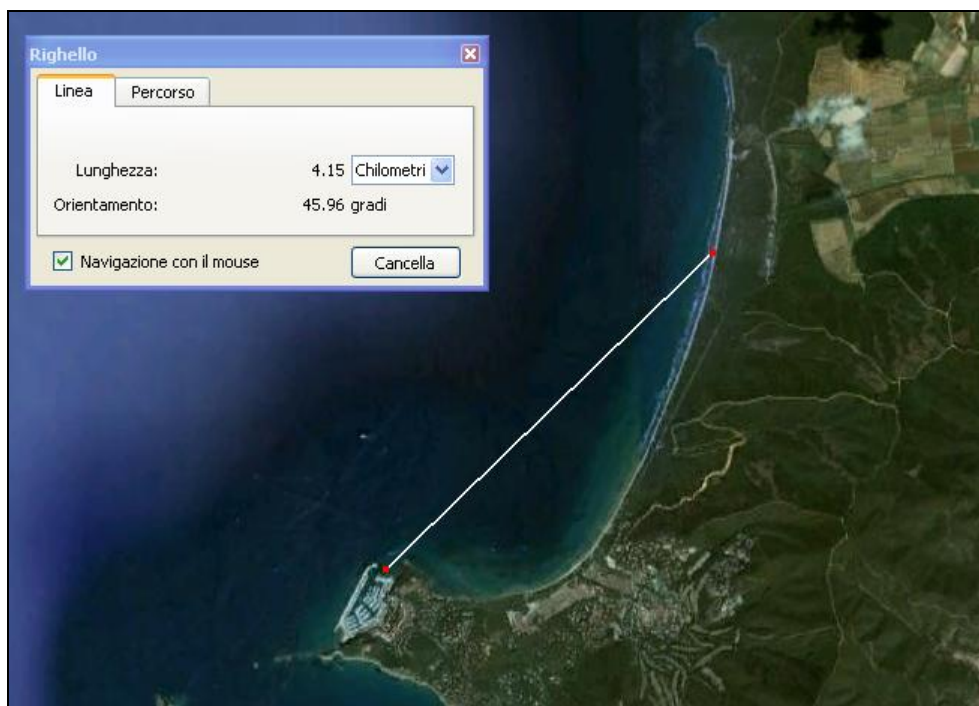 Righello
Linea Percorso
Lunghezza: 4.15 Chilometri
Orientamento: 45.96 gradi
Navigazione con il mouse Cancella